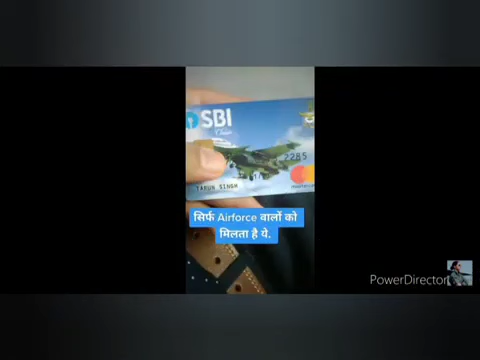 SBI
2285
TARUN SINGH
सिर्फ Airforce वालों को
मिलता है ये.
PowerDirector